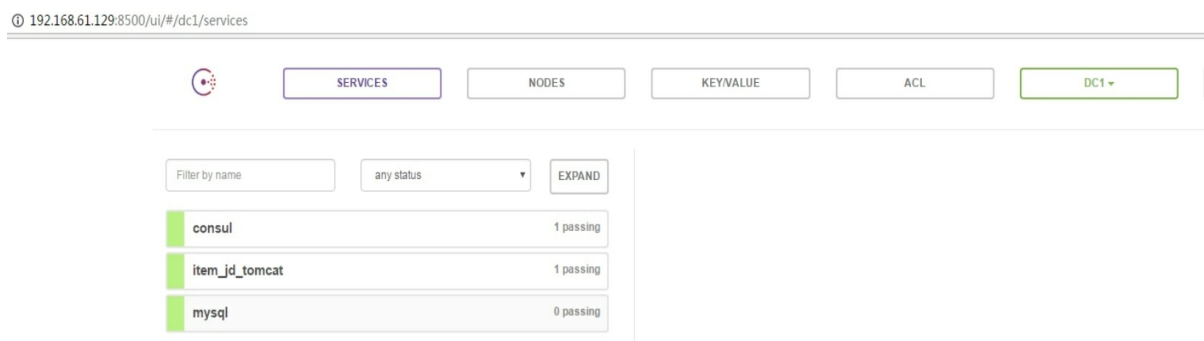 192.168.61.129:8500/ui/#/dc1/services
SERVICES NODES KEY/VALUE ACL DC1
Filter by name any status EXPAND
consul 1 passing
item_jd_tomcat 1 passing
mysql 0 passing